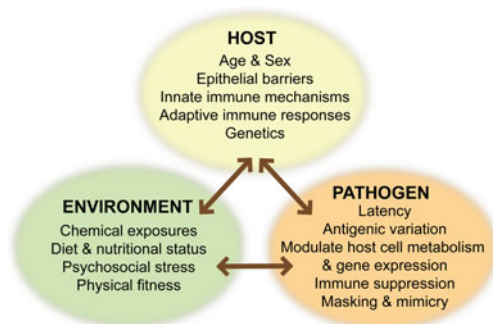 HOST
Age & Sex
Epithelial barriers
Innate immune mechanisms
Adaptive immune responses
Genetics
ENVIRONMENT
Chemical exposures
Diet & nutritional status
Psychosocial stress
Physical fitness
PATHOGEN
Latency
Antigenic variation
Modulate host cell metabolism
& gene expression
Immune suppression
Masking & mimicry